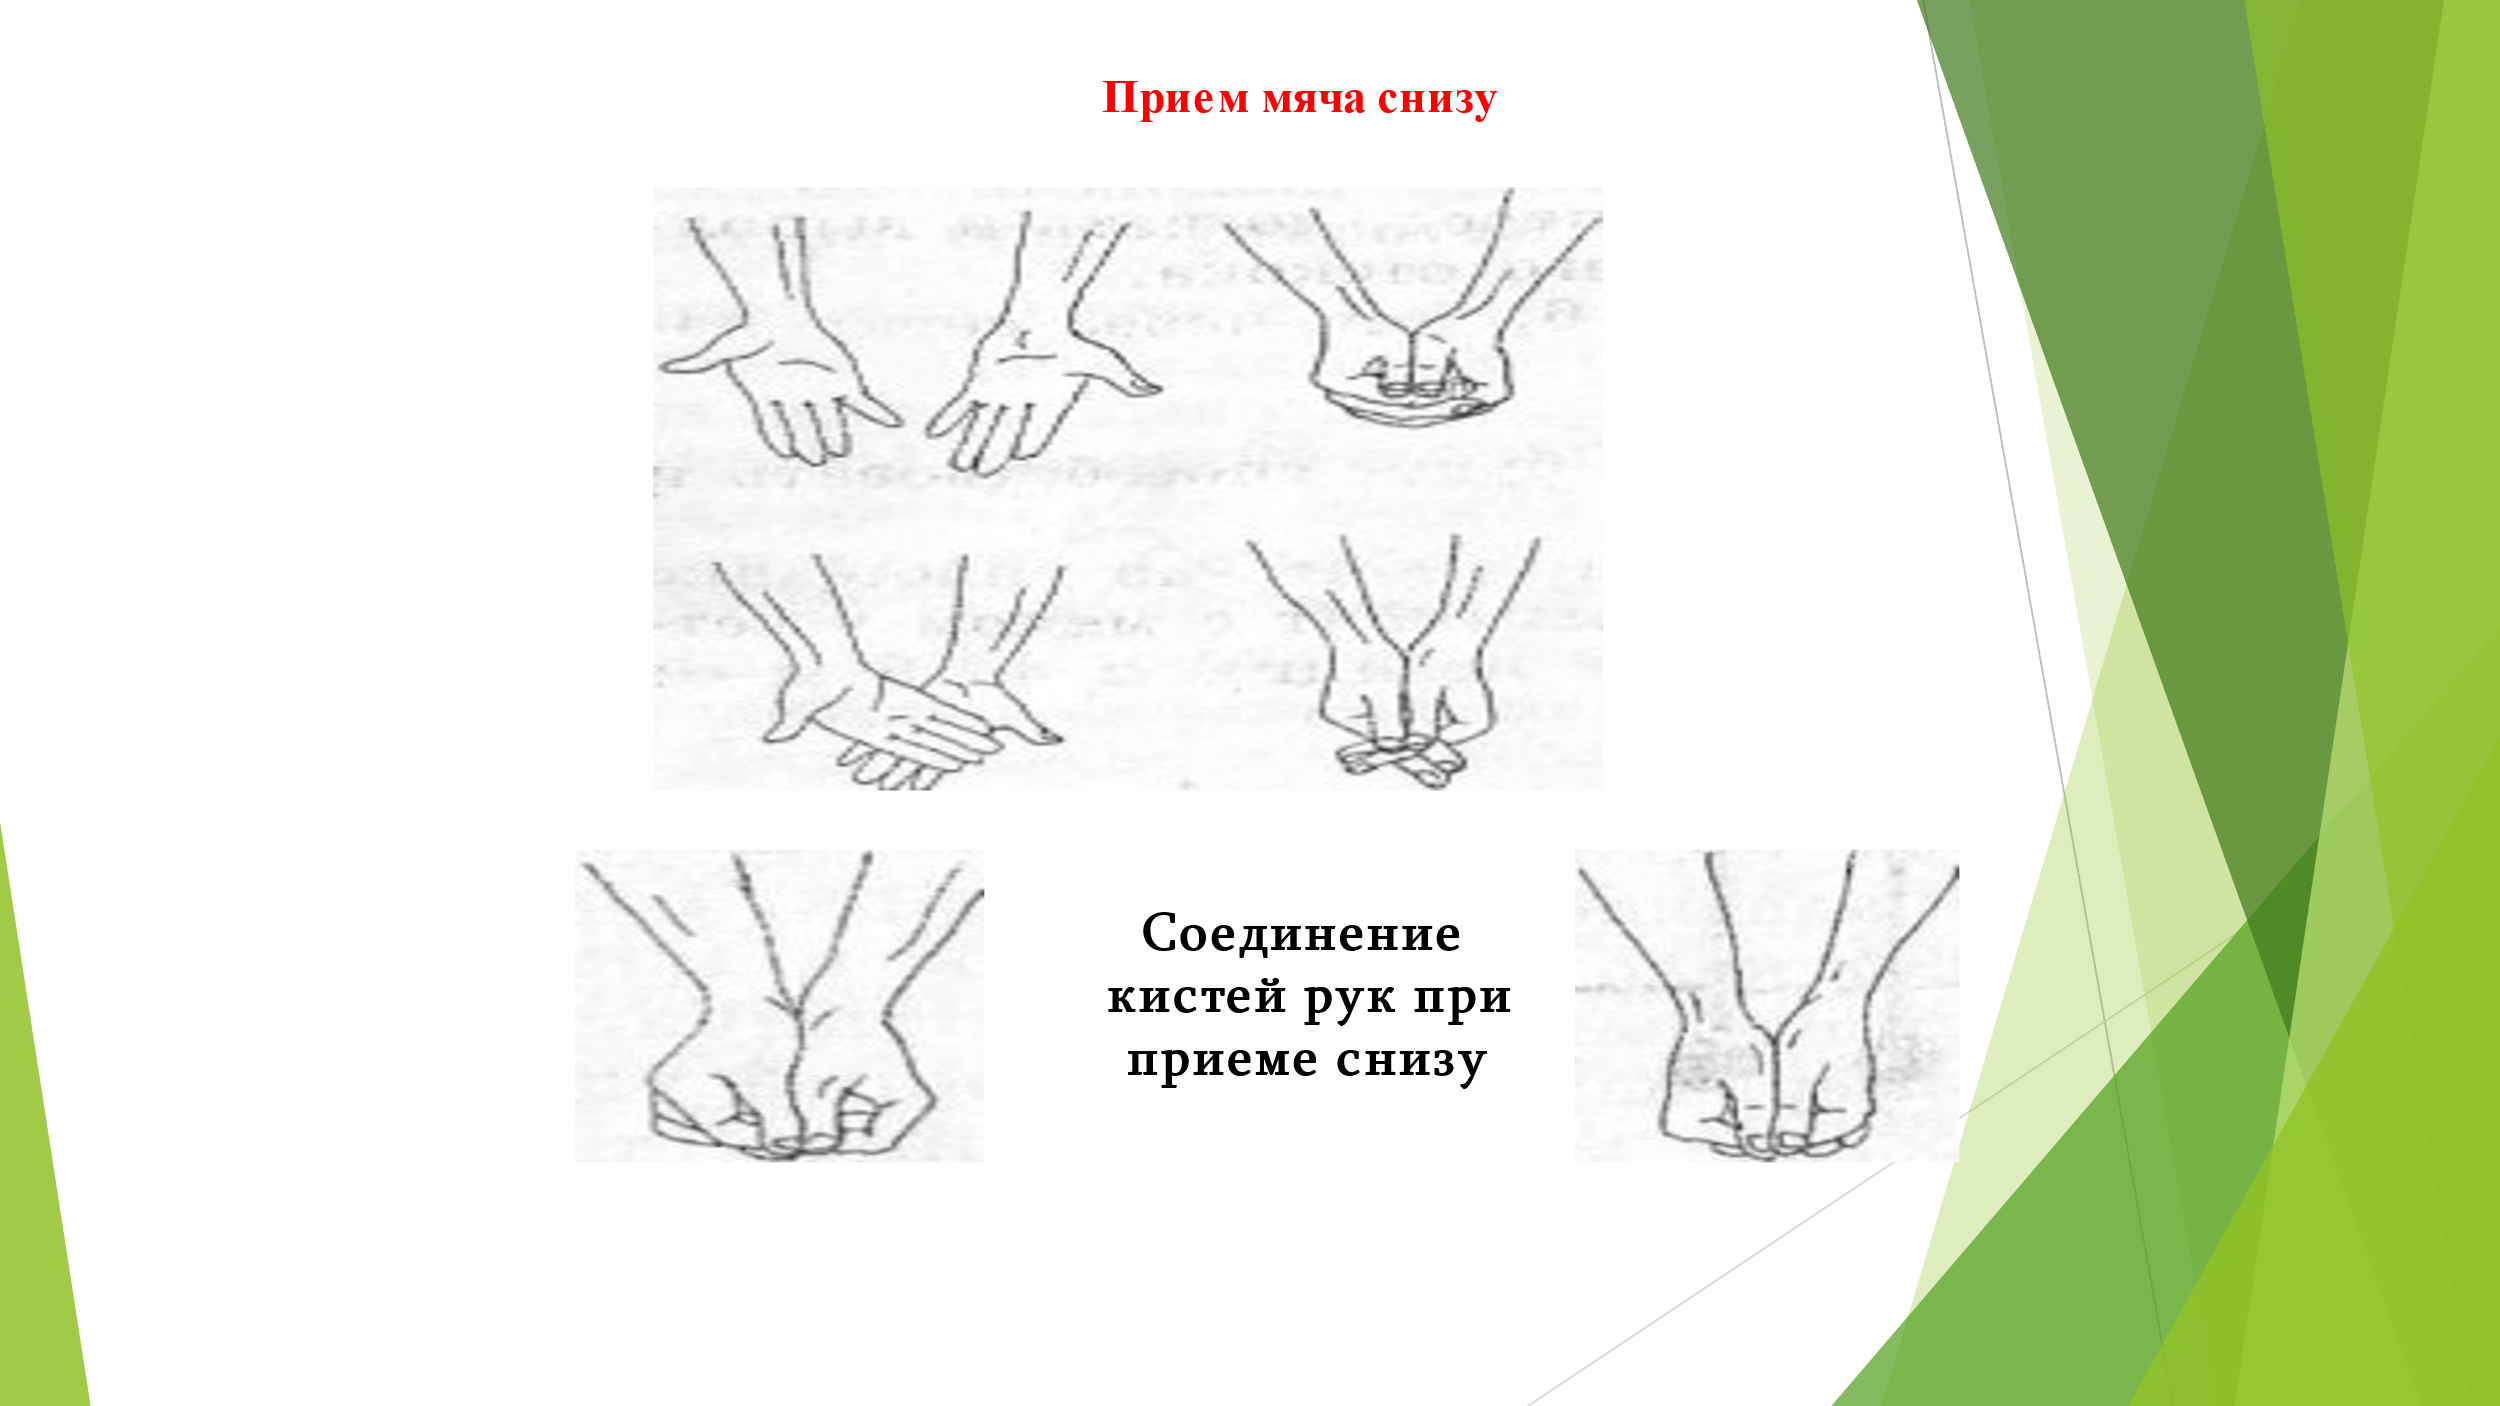 Прием мяча снизу
Соединение
кистей рук при
приеме снизу